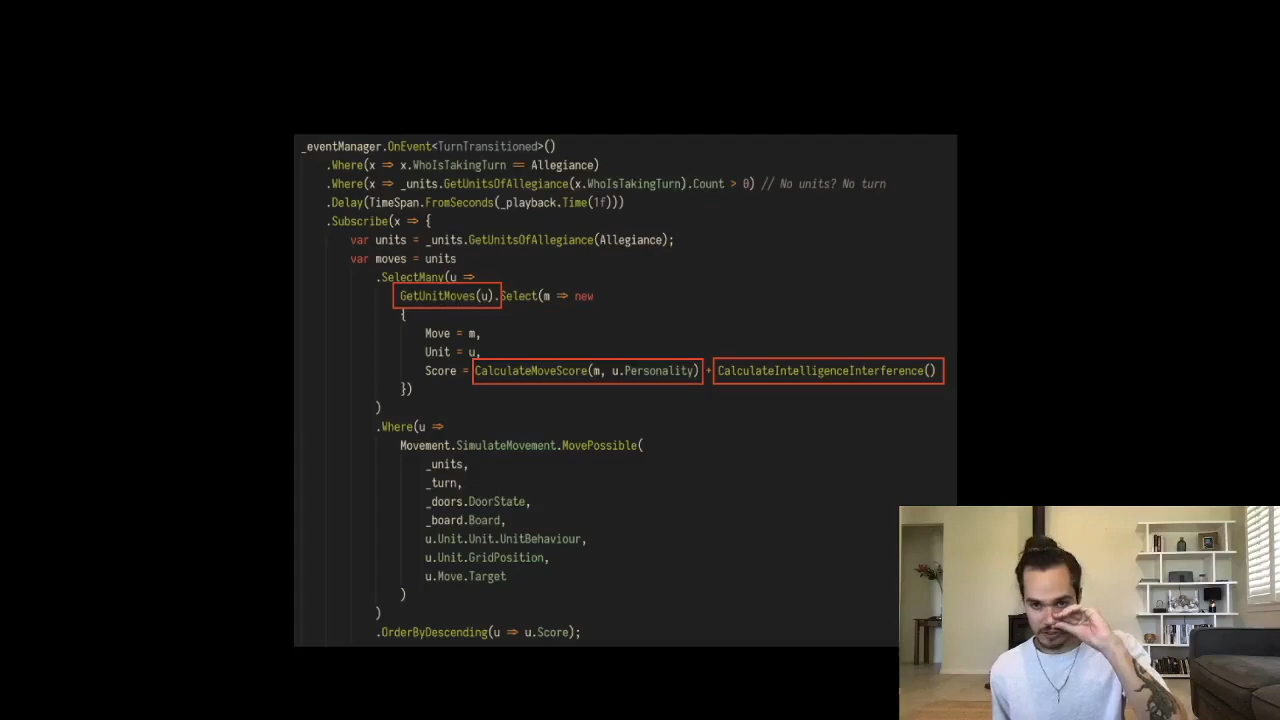 _eventManager.OnEvent<TurnTransitioned>()
.Where(x ⇒ x.WhoIsTakingTurn == Allegiance)
.Where(x ⇒ _units.GetUnitsOfAllegiance(x.WhoIsTakingTurn).Count > 0) // No units? No turn
.Delay(TimeSpan.FromSeconds(_playback.Time(1f)))
.Subscribe(x ⇒ {
var units = _units.GetUnitsOfAllegiance(Allegiance);
var moves = units
.SelectMany(u ⇒
GetUnitMoves(u).Select(m ⇒ new
{
Move = m,
Unit = u,
Score = CalculateMoveScore(m, u.Personality) + CalculateIntelligenceInterference()
})
)
.Where(u ⇒
Movement.SimulateMovement.MovePossible(
_units,
_turn,
_doors.DoorState,
_board.Board,
u.Unit.Unit.UnitBehaviour,
u.Unit.GridPosition,
u.Move.Target
)
)
.OrderByDescending(u ⇒ u.Score);